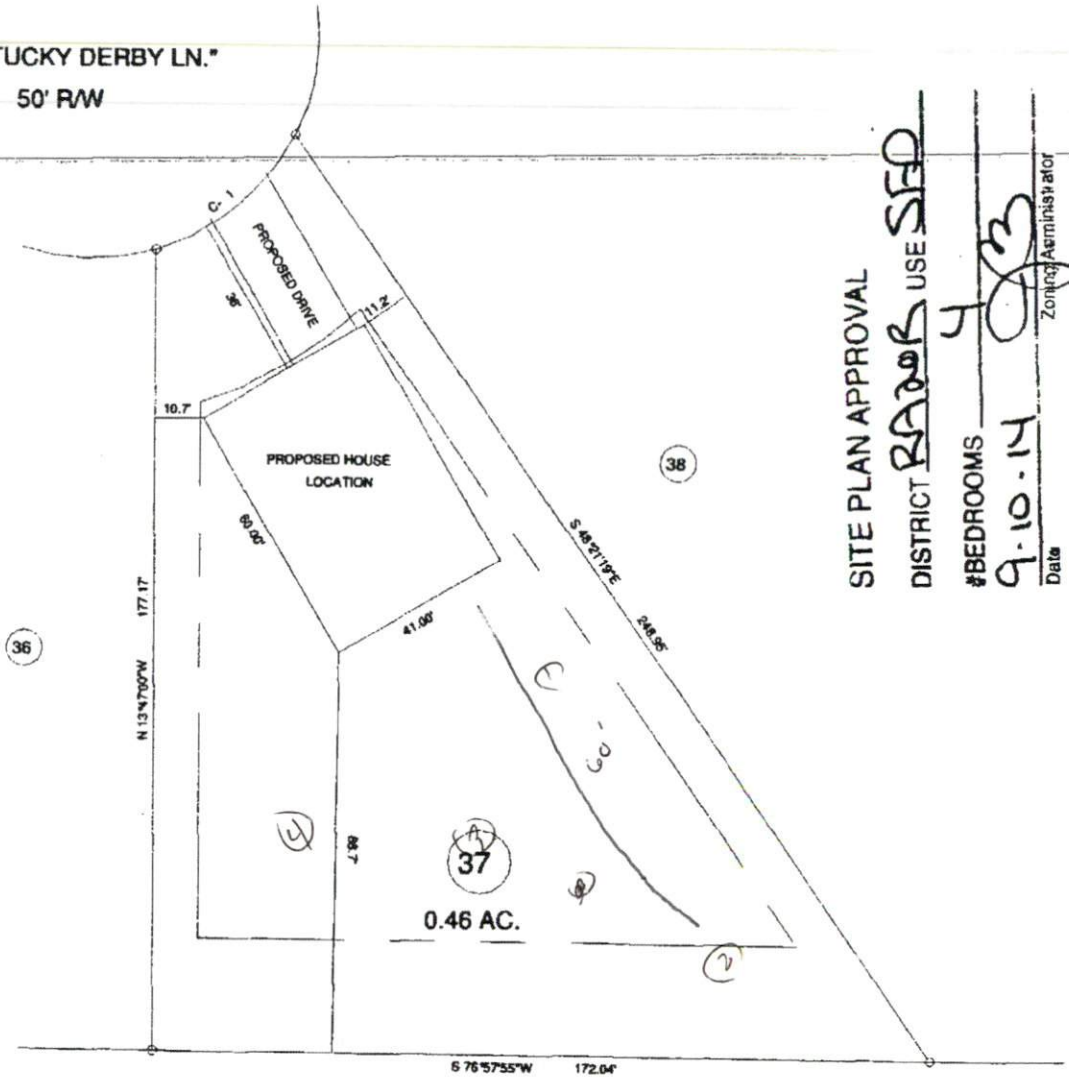 TUCKY DERBY LN."
50' R/W
C- 1
PROPOSED DRIVE
36'
11.2'
10.7'
PROPOSED HOUSE
LOCATION
60.00'
41.00'
38
S 48°21'19"E
248.95'
36
N 13°47'00"W 177.17'
1
60'
4
88.7'
37
0.46 AC.
2
S 76°57'55"W 172.04'
SITE PLAN APPROVAL
DISTRICT RA20R USE SFD
#BEDROOMS 4
9-10-14
Date
Zoning Administrator